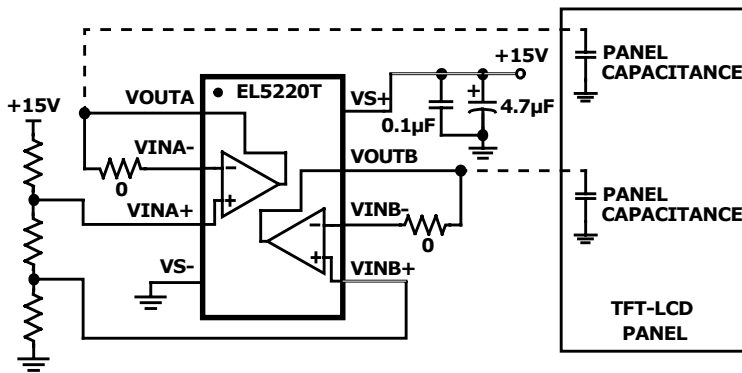 +15V
PANEL
CAPACITANCE
+15V
VOUTA
EL5220T
VS+
+
0.1µF
4.7µF
VINA-
VOUTB
0
-
+
VINA+
PANEL
CAPACITANCE
VINB-
-
0
+
VS-
VINB+
TFT-LCD
PANEL